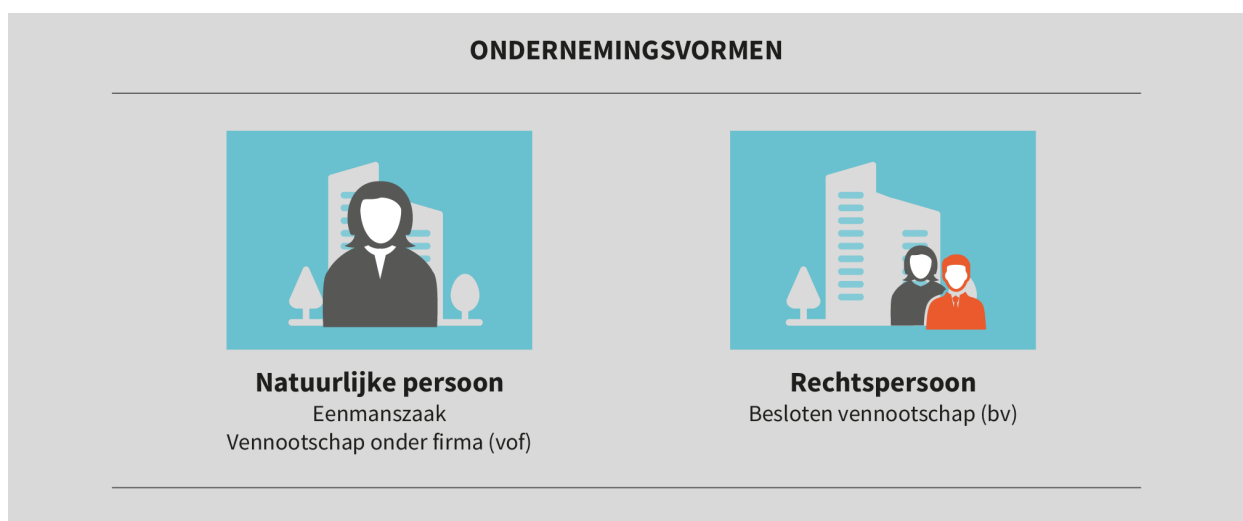 ONDERNEMINGSVORMEN
Natuurlijke persoon
Eenmanszaak
Vennootschap onder firma (vof)
Rechtspersoon
Besloten vennootschap (bv)